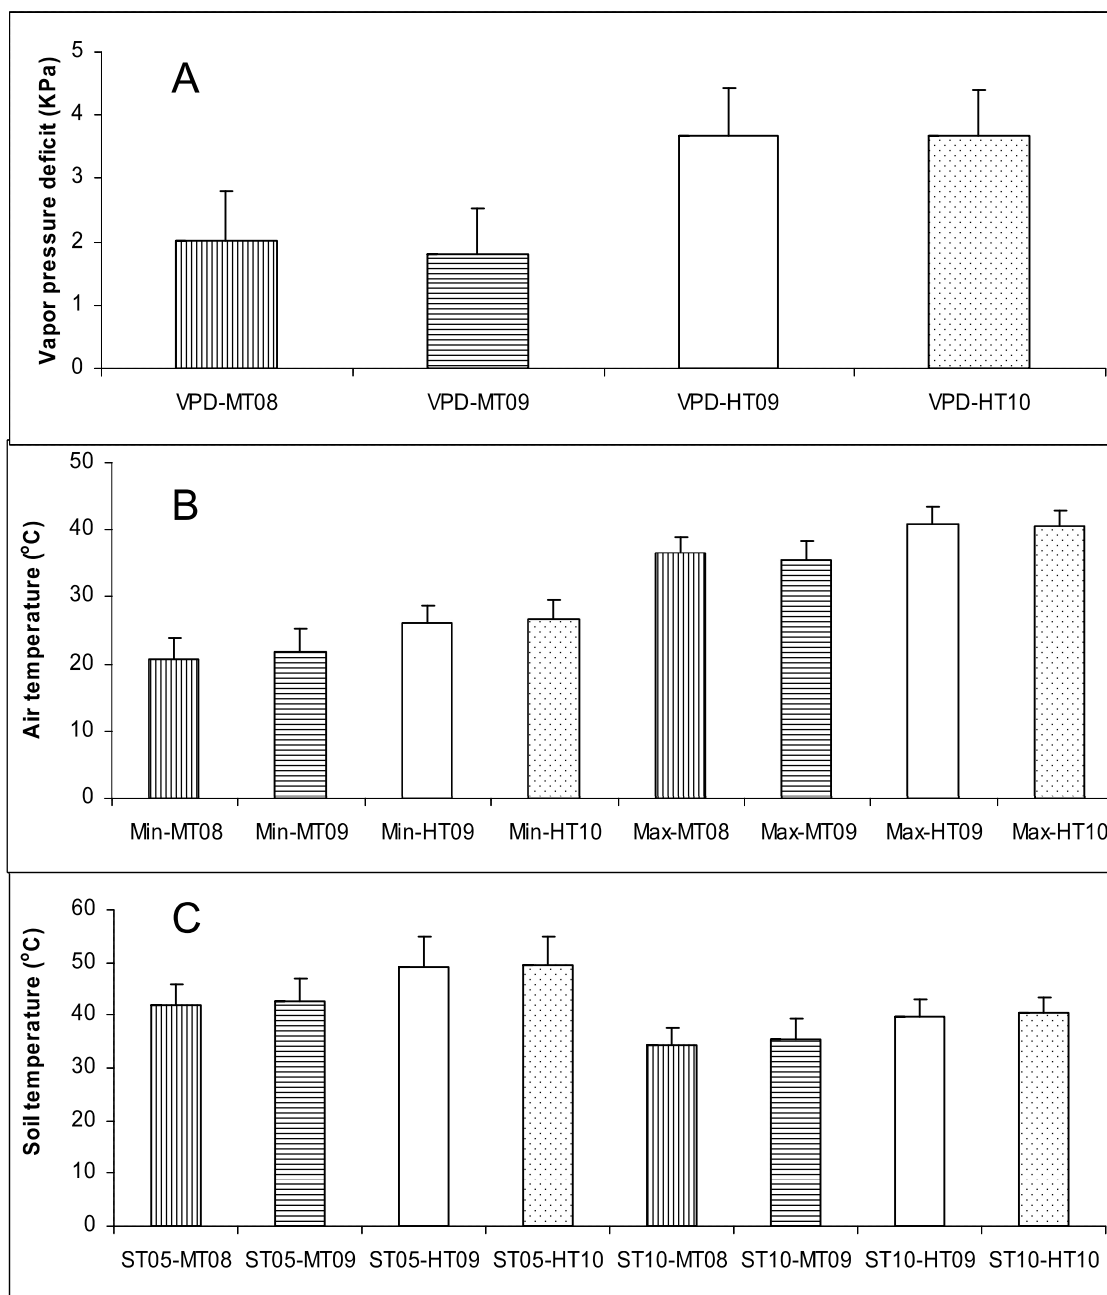 A
Vapor pressure deficit (KPa)
5
4
3
2
1
0
VPD-MT08 VPD-MT09 VPD-HT09 VPD-HT10
B
Air temperature (°C)
50
40
30
20
10
0
Min-MT08 Min-MT09 Min-HT09 Min-HT10 Max-MT08 Max-MT09 Max-HT09 Max-HT10
C
Soil temperature (°C)
60
50
40
30
20
10
0
ST05-MT08 ST05-MT09 ST05-HT09 ST05-HT10 ST10-MT08 ST10-MT09 ST10-HT09 ST10-HT10